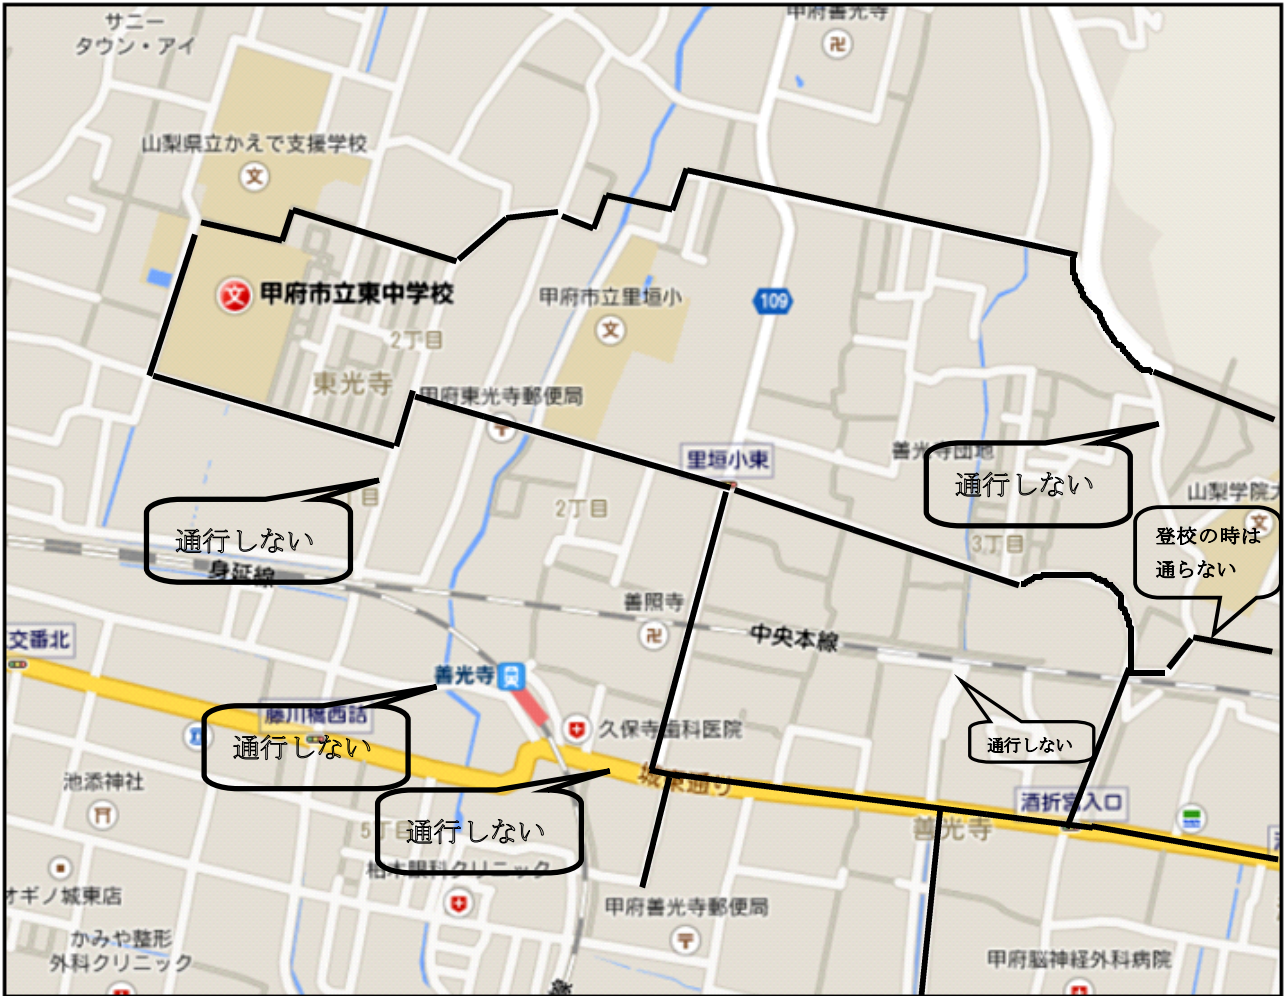 サニー
タウン・アイ
甲府善光寺
山梨県立かえで支援学校
甲府市立東中学校
甲府市立里垣小
109
2丁目
東光寺
甲府東光寺郵便局
里垣小東
善光寺団地
通行しない
山梨学院大
目
2丁目
通行しない
登校の時は
通らない
3丁目
身延線
善照寺
中央本線
交番北
善光寺
藤川橋西詰
通行しない
久保寺歯科医院
通行しない
池添神社
城東通り
酒折宮入口
善光寺
5丁目
通行しない
柏木眼科クリニック
オギノ城東店
甲府善光寺郵便局
かみや整形
外科クリニック
甲府脳神経外科病院